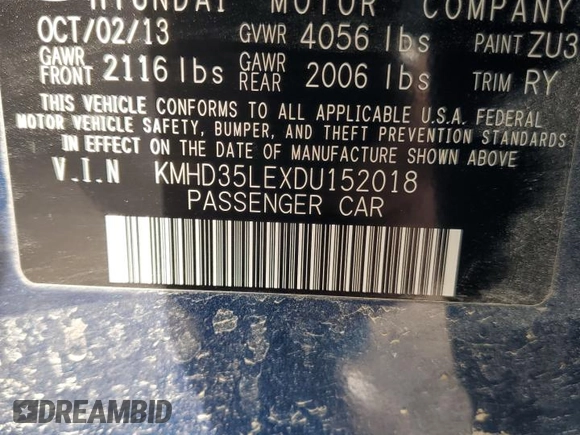 HYUNDAI MOTOR COMPANY
OCT/02/13 GVWR 4056 lbs PAINT ZU3
GAWR FRONT 2116 lbs GAWR REAR 2006 lbs TRIM RY
THIS VEHICLE CONFORMS TO ALL APPLICABLE U.S.A. FEDERAL
MOTOR VEHICLE SAFETY, BUMPER, AND THEFT PREVENTION STANDARDS
IN EFFECT ON THE DATE OF MANUFACTURE SHOWN ABOVE
V.I.N KMHD35LEXDU152018
PASSENGER CAR
DREAMBID